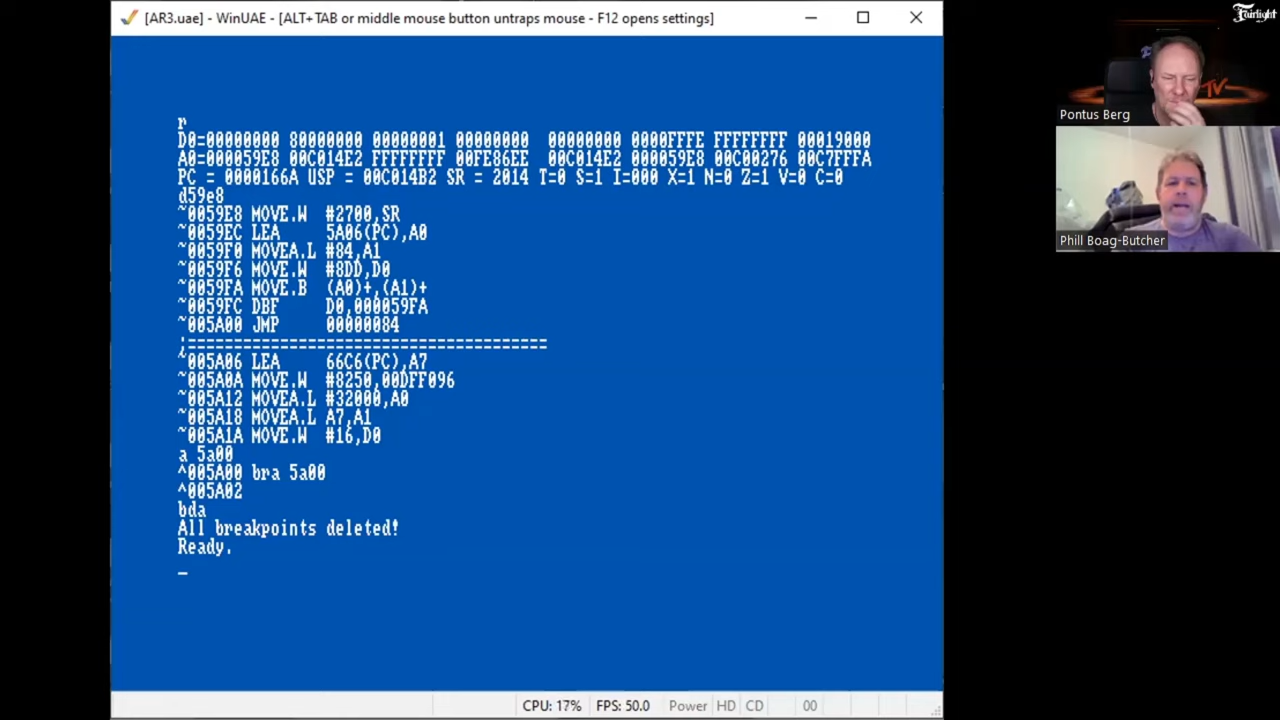 [AR3.uae] - WinUAE - [ALT+TAB or middle mouse button untraps mouse - F12 opens settings]
Fairlight
TV
Pontus Berg
Phill Boag-Butcher
r
D0=00000000 80000000 00000001 00000000  00000000 0000FFFE FFFFFFFF 00019000
A0=000059E8 00C014E2 FFFFFFFF 00FE86EE  00C014E2 000059E8 00C00276 00C7FFFA
PC = 0000166A USP = 00C014B2 SR = 2014 T=0 S=1 I=000 X=1 N=0 Z=1 V=0 C=0
d59e8
~0059E8 MOVE.W  #2700,SR
~0059EC LEA     5A06(PC),A0
~0059F0 MOVEA.L #84,A1
~0059F6 MOVE.W  #8DD,D0
~0059FA MOVE.B  (A0)+,(A1)+
~0059FC DBF     D0,000059FA
~005A00 JMP     00000084
;=======================================
~005A06 LEA     66C6(PC),A7
~005A0A MOVE.W  #8250,00DFF096
~005A12 MOVEA.L #32000,A0
~005A18 MOVEA.L A7,A1
~005A1A MOVE.W  #16,D0
a 5a00
^005A00 bra 5a00
^005A02
bda
All breakpoints deleted!
Ready.
_
CPU: 17% FPS: 50.0 Power HD CD 00